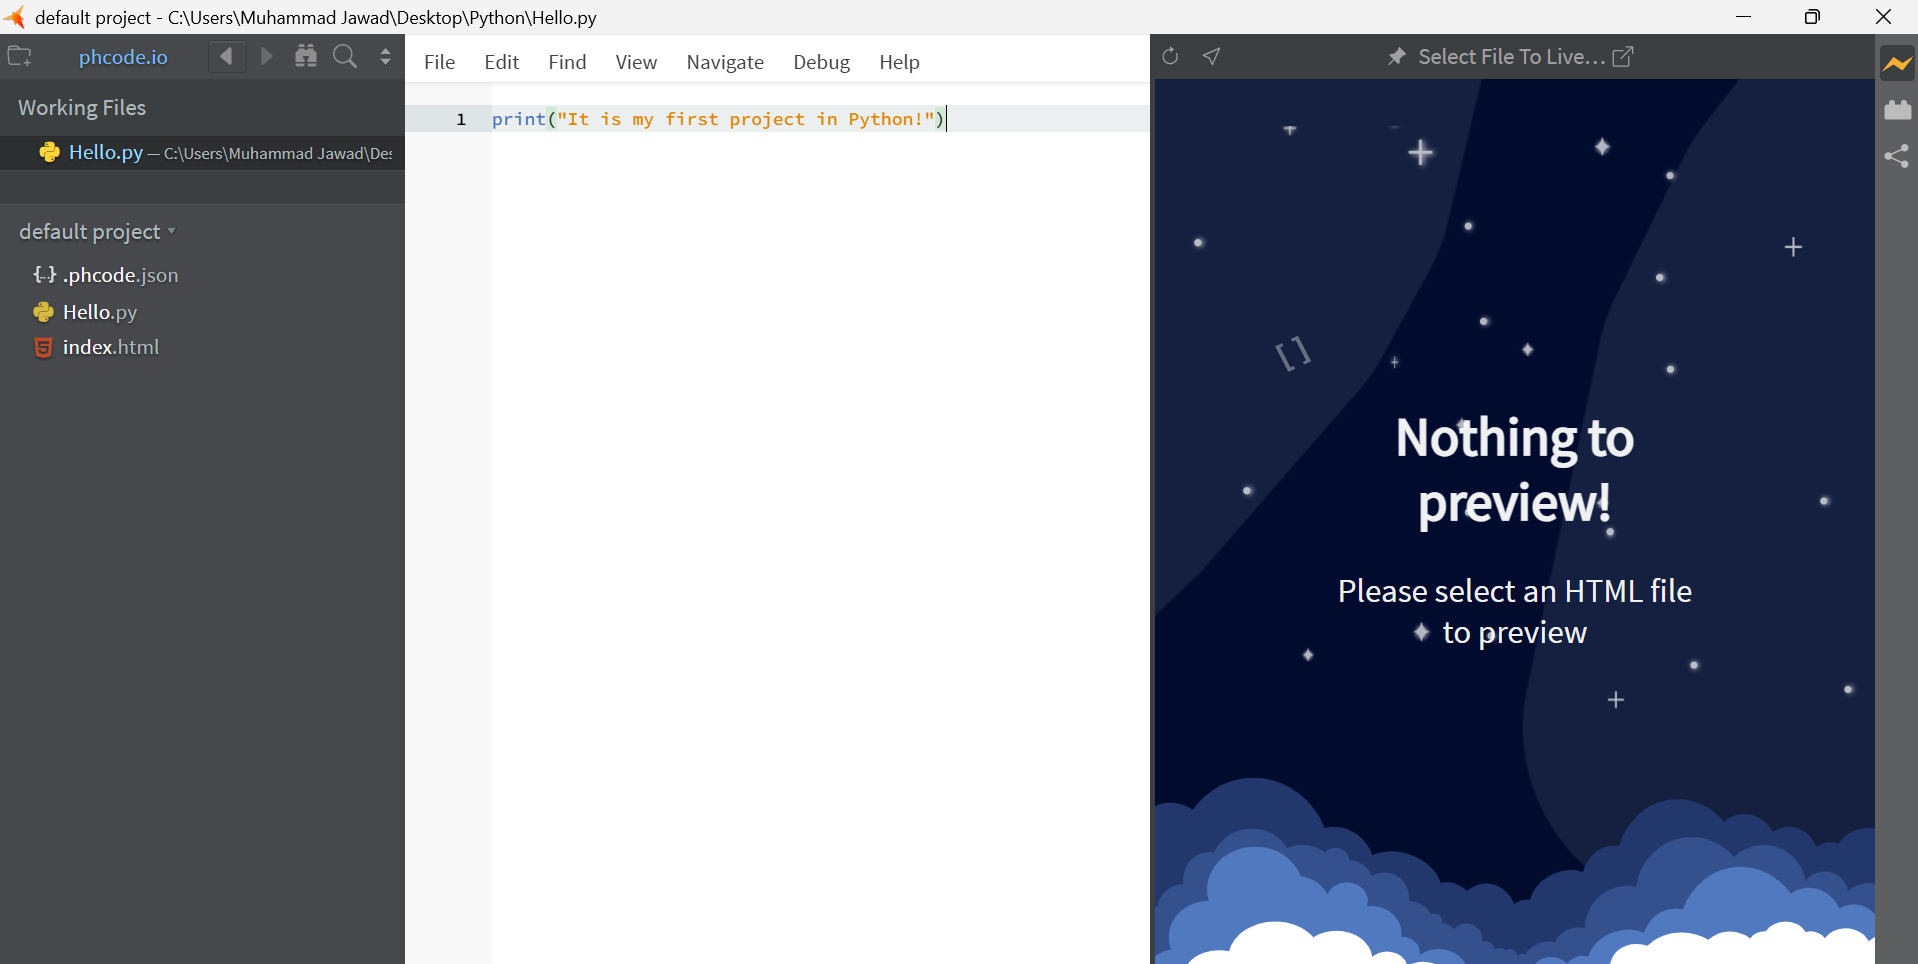 default project - C:\Users\Muhammad Jawad\Desktop\Python\Hello.py
phcode.io
File Edit Find View Navigate Debug Help
Select File To Live...
Working Files
Hello.py — C:\Users\Muhammad Jawad\Des
default project
{..} .phcode.json
Hello.py
index.html
1 print("It is my first project in Python!")
[ ]
Nothing to
preview!
Please select an HTML file
to preview